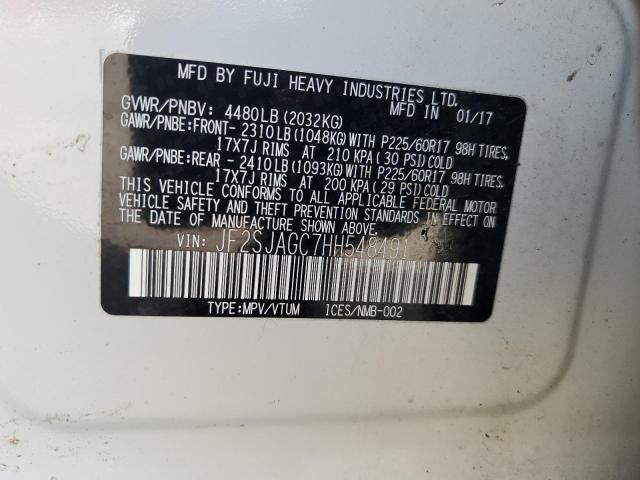 MFD BY FUJI HEAVY INDUSTRIES LTD.
MFD IN 01/17
GVWR/PNBV: 4480LB (2032KG)
GAWR/PNBE:FRONT- 2310LB (1048KG) WITH P225/60R17 98H TIRES,
17X7J RIMS AT 210 KPA (30 PSI) COLD
GAWR/PNBE:REAR - 2410LB (1093KG) WITH P225/60R17 98H TIRES,
17X7J RIMS AT 200 KPA (29 PSI) COLD
THIS VEHICLE CONFORMS TO ALL APPLICABLE FEDERAL MOTOR
VEHICLE SAFETY AND THEFT PREVENTION STANDARDS IN EFFECT
ON THE DATE OF MANUFACTURE SHOWN ABOVE.
VIN: JF2SJAGC7HH548491
TYPE:MPV/VTUM ICES/NMB-002